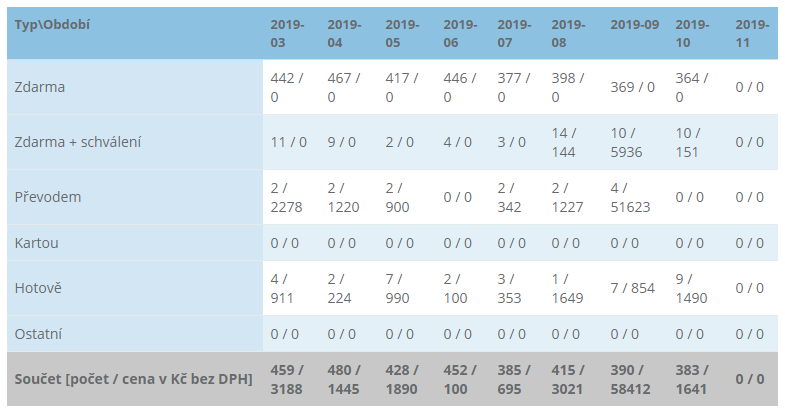 Typ\Období 2019-03 2019-04 2019-05 2019-06 2019-07 2019-08 2019-09 2019-10 2019-11
Zdarma 442 / 0 467 / 0 417 / 0 446 / 0 377 / 0 398 / 0 369 / 0 364 / 0 0 / 0
Zdarma + schválení 11 / 0 9 / 0 2 / 0 4 / 0 3 / 0 14 / 144 10 / 5936 10 / 151 0 / 0
Převodem 2 / 2278 2 / 1220 2 / 900 0 / 0 2 / 342 2 / 1227 4 / 51623 0 / 0 0 / 0
Kartou 0 / 0 0 / 0 0 / 0 0 / 0 0 / 0 0 / 0 0 / 0 0 / 0 0 / 0
Hotově 4 / 911 2 / 224 7 / 990 2 / 100 3 / 353 1 / 1649 7 / 854 9 / 1490 0 / 0
Ostatní 0 / 0 0 / 0 0 / 0 0 / 0 0 / 0 0 / 0 0 / 0 0 / 0 0 / 0
Součet [počet / cena v Kč bez DPH] 459 / 3188 480 / 1445 428 / 1890 452 / 100 385 / 695 415 / 3021 390 / 58412 383 / 1641 0 / 0